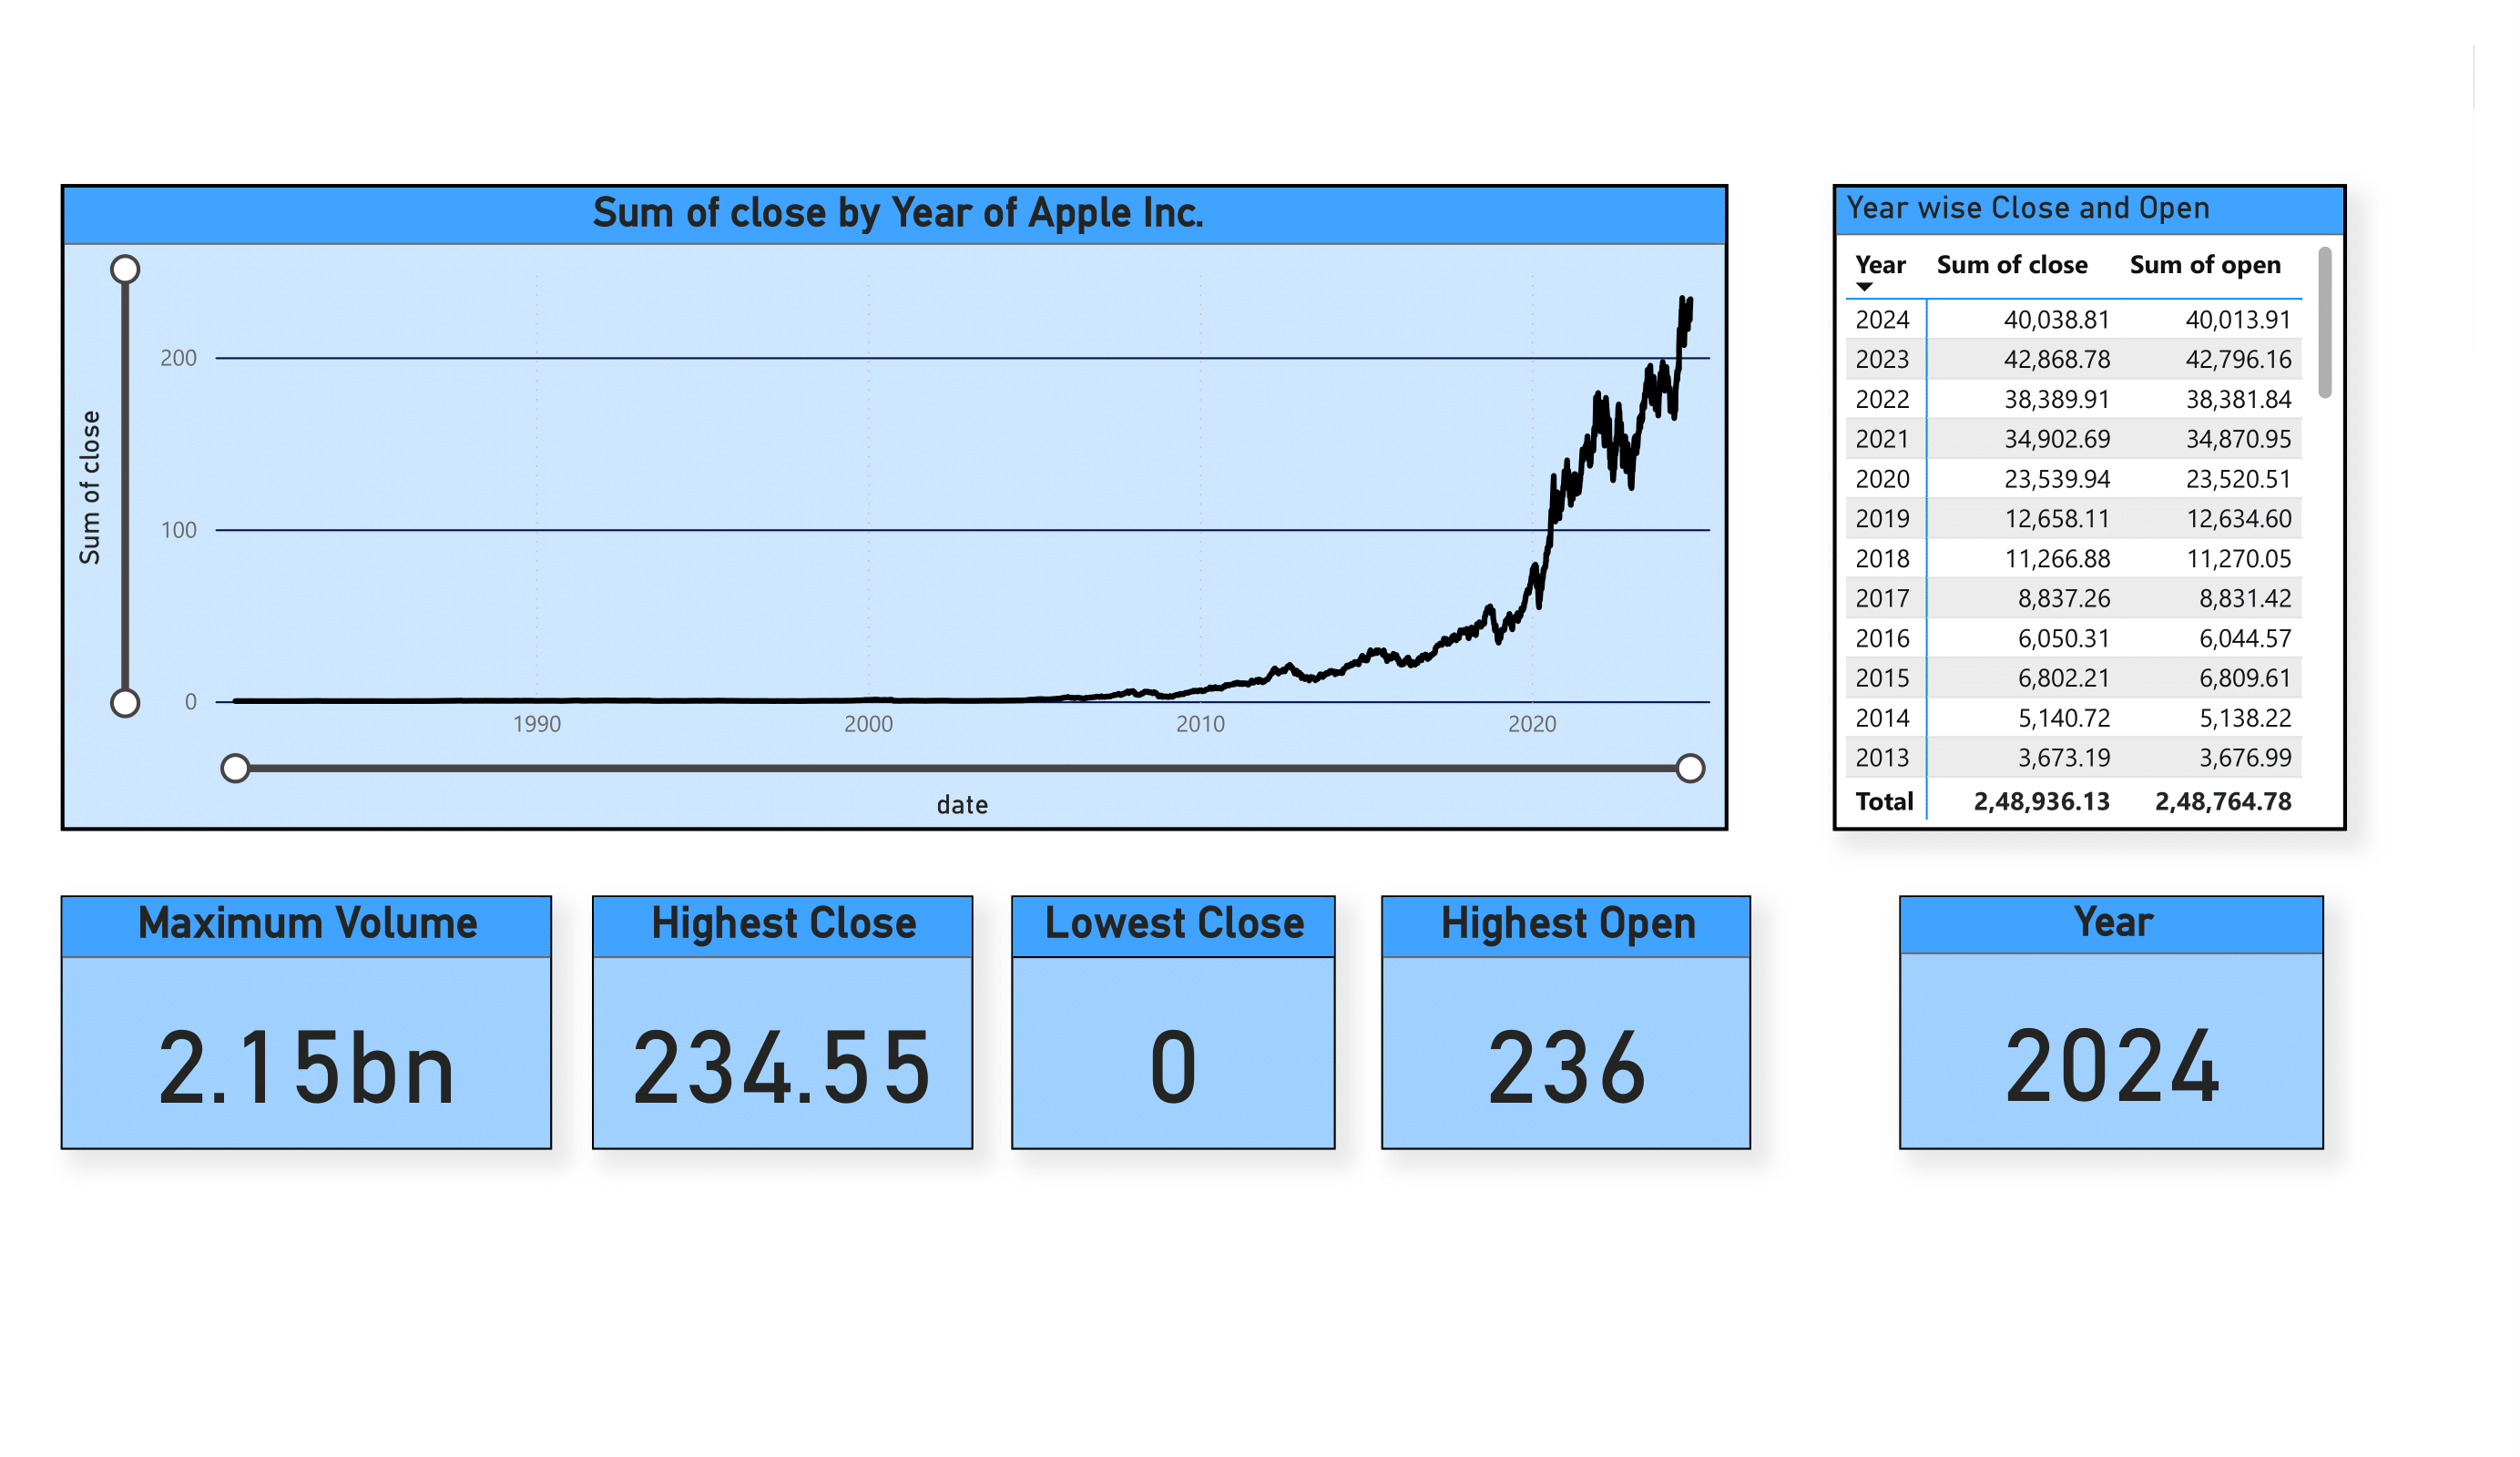 Sum of close by Year of Apple Inc.
Sum of close
200
100
0
1990 2000 2010 2020
date
Year wise Close and Open
Year Sum of close Sum of open
2024 40,038.81 40,013.91
2023 42,868.78 42,796.16
2022 38,389.91 38,381.84
2021 34,902.69 34,870.95
2020 23,539.94 23,520.51
2019 12,658.11 12,634.60
2018 11,266.88 11,270.05
2017 8,837.26 8,831.42
2016 6,050.31 6,044.57
2015 6,802.21 6,809.61
2014 5,140.72 5,138.22
2013 3,673.19 3,676.99
Total 2,48,936.13 2,48,764.78
Maximum Volume
2.15bn
Highest Close
234.55
Lowest Close
0
Highest Open
236
Year
2024